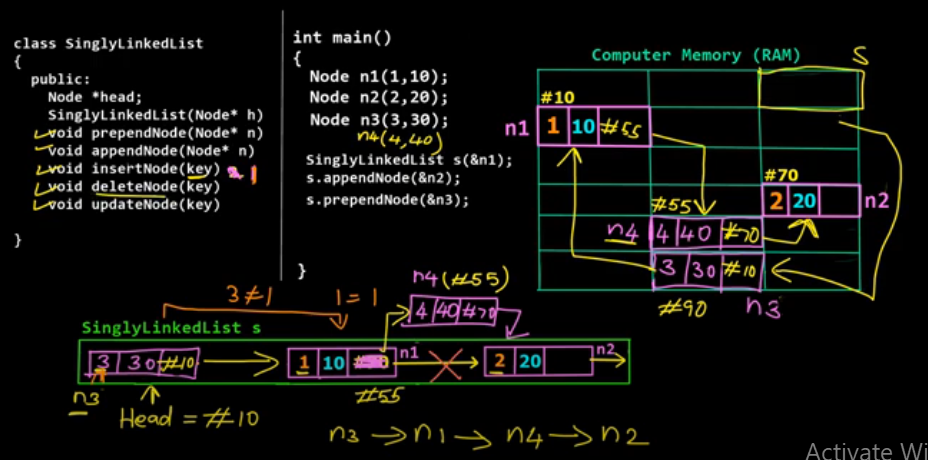 class SinglyLinkedList
{
public:
Node *head;
SinglyLinkedList(Node* h)
void prependNode(Node* n)
void appendNode(Node* n)
void insertNode(key) 1
void deleteNode(key)
void updateNode(key)
}
int main()
{
Node n1(1,10);
Node n2(2,20);
Node n3(3,30);
n4(4,40)
SinglyLinkedList s(&n1);
s.appendNode(&n2);
s.prependNode(&n3);
}
Computer Memory (RAM)
S
#10
n1 1 10 #55
#70
2 20 n2
#55
n4 4 40 #70
3 30 #10
#90 n3
3≠1 1=1
n4(#55)
4 40 #70
SinglyLinkedList s
3 30 #10
1 10 n1
2 20 n2
n3
#55
Head = #10
n3 → n1 → n4 → n2
Activate Wi